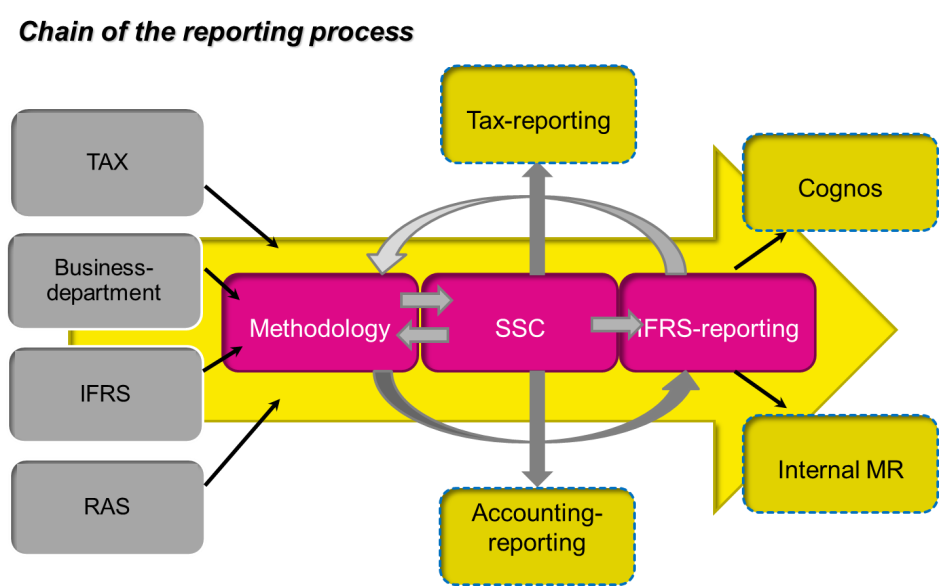 Chain of the reporting process
Tax-reporting
TAX
Cognos
Business-
department
Methodology
SSC
IFRS-reporting
IFRS
Internal MR
RAS
Accounting-
reporting